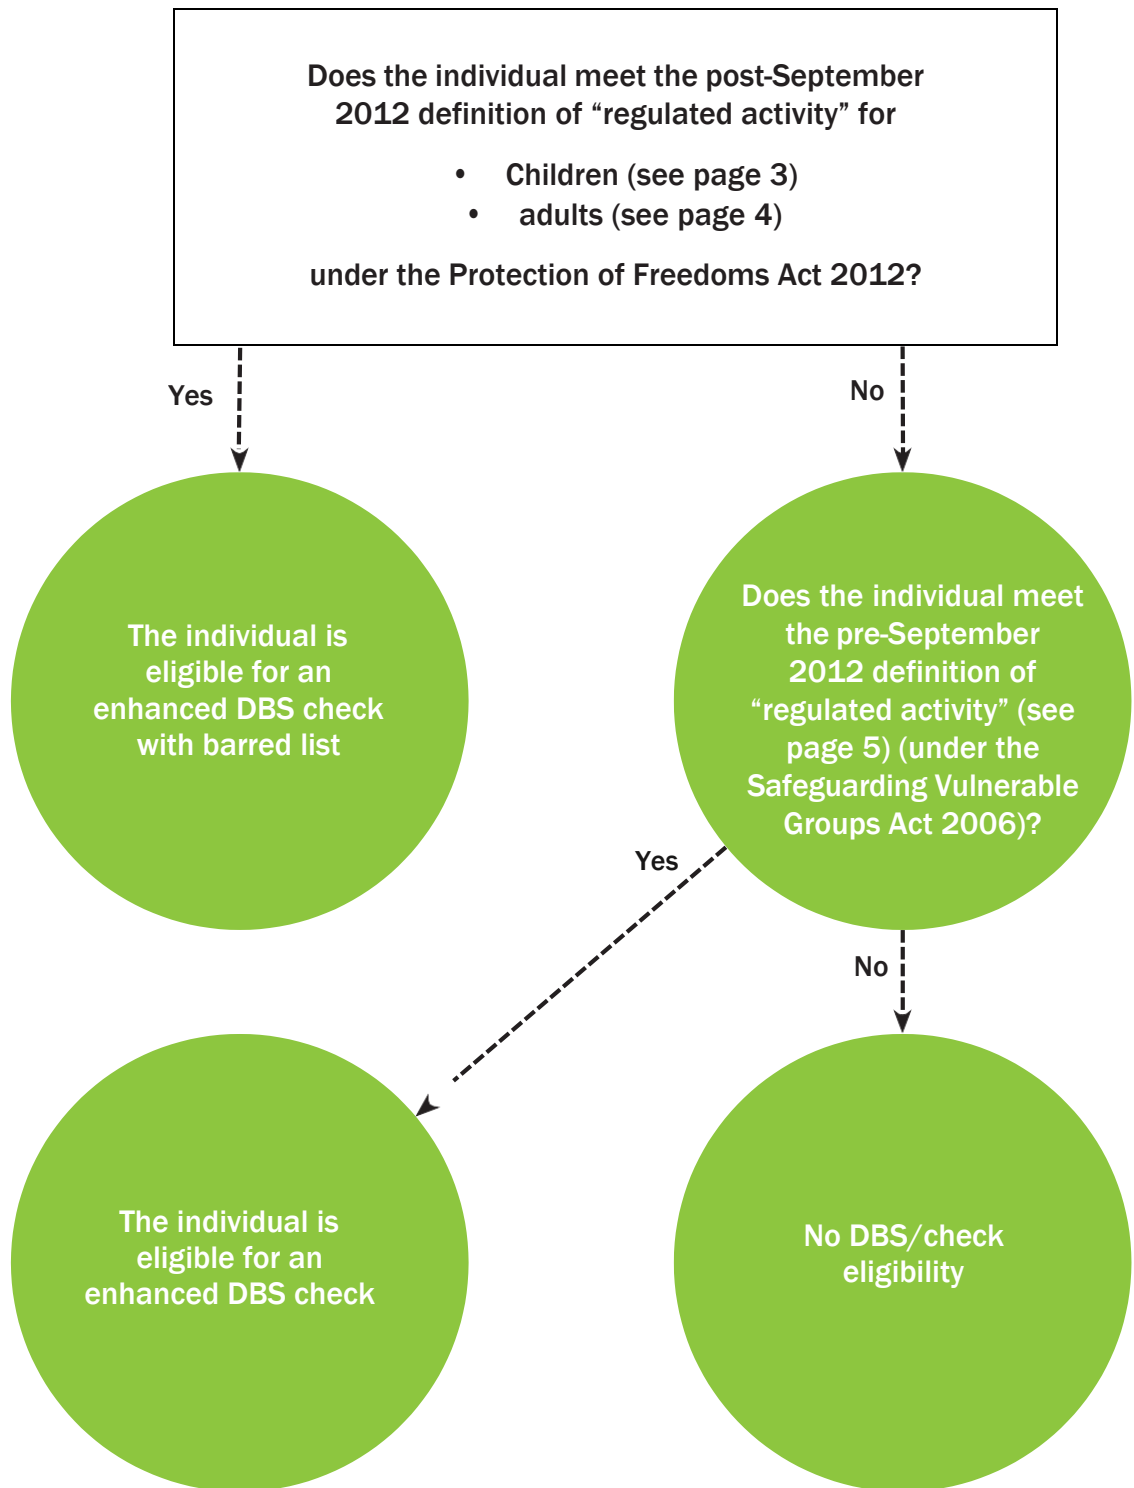 Does the individual meet the post-September
2012 definition of “regulated activity” for
• Children (see page 3)
• adults (see page 4)
under the Protection of Freedoms Act 2012?
Yes
No
The individual is
eligible for an
enhanced DBS check
with barred list
Does the individual meet
the pre-September
2012 definition of
“regulated activity” (see
page 5) (under the
Safeguarding Vulnerable
Groups Act 2006)?
Yes
No
The individual is
eligible for an
enhanced DBS check
No DBS/check
eligibility